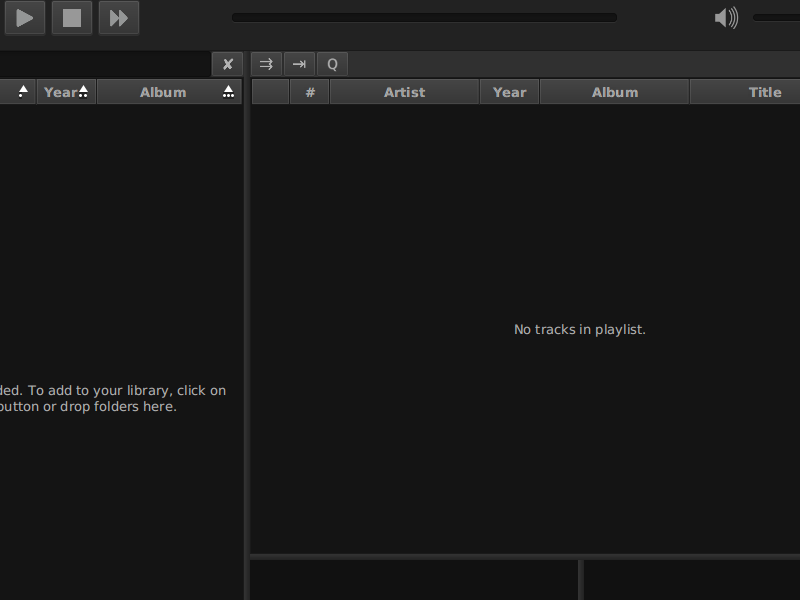 Q
Year Album
# Artist Year Album Title
No tracks in playlist.
To add to your library, click on
button or drop folders here.